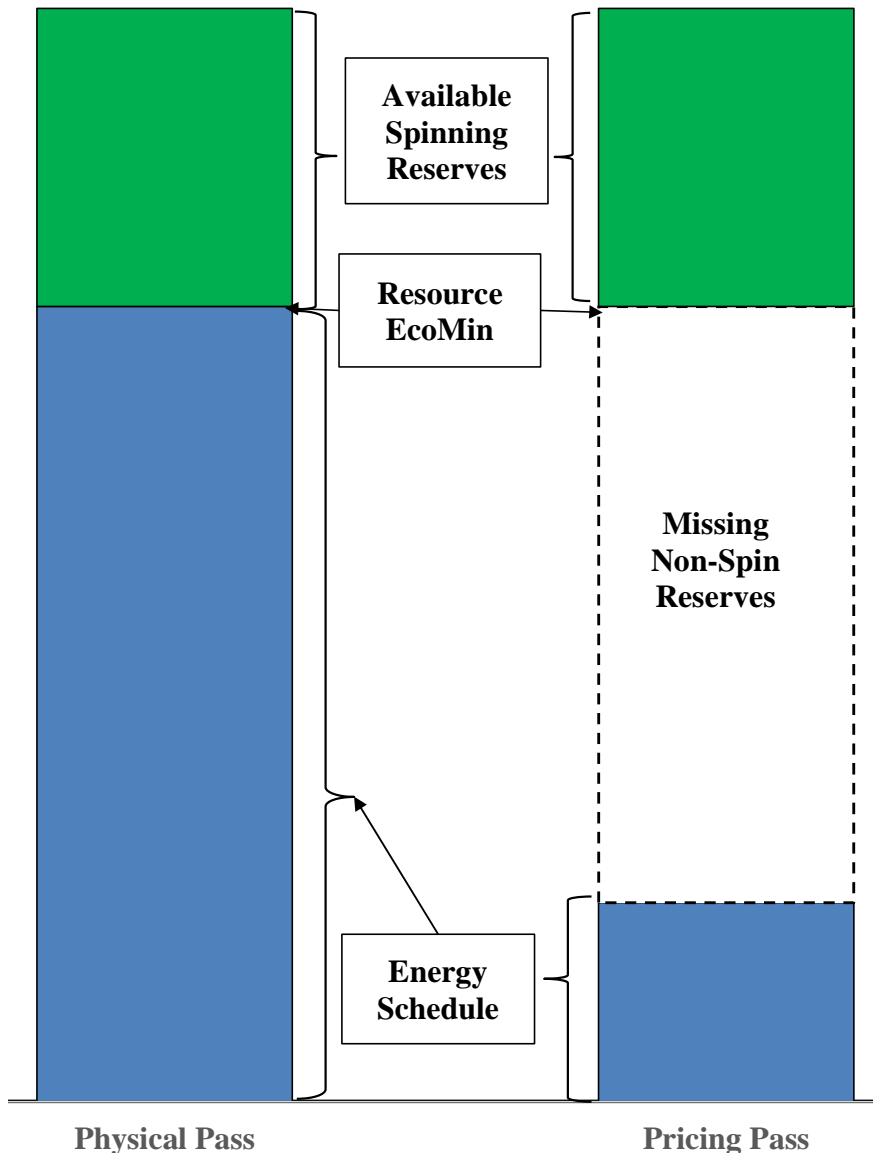 Available
Spinning
Reserves
Resource
EcoMin
Missing
Non-Spin
Reserves
Energy
Schedule
Physical Pass
Pricing Pass